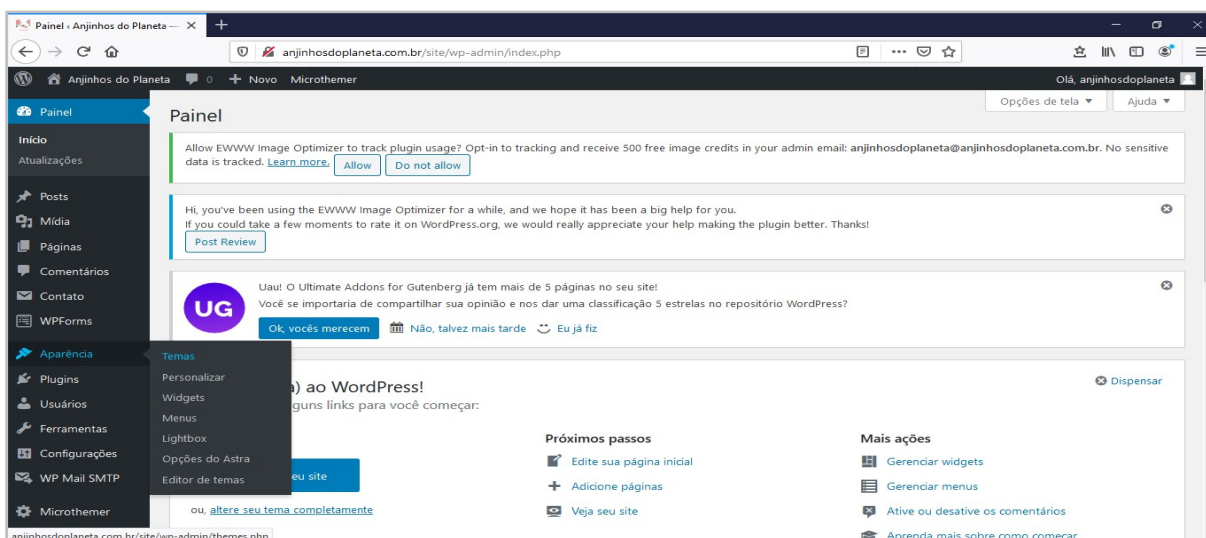 Painel ‹ Anjinhos do Planeta —
anjinhosdoplaneta.com.br/site/wp-admin/index.php
Anjinhos do Planeta 0 + Novo Microthemer Olá, anjinhosdoplaneta
Opções de tela Ajuda
Painel
Início
Atualizações
Posts
Mídia
Páginas
Comentários
Contato
WPForms
Aparência
Plugins
Usuários
Ferramentas
Configurações
WP Mail SMTP
Microthemer
Temas
Personalizar
Widgets
Menus
Lightbox
Opções do Astra
Editor de temas
anjinhosdoplaneta.com.br/site/wp-admin/themes.php
Painel
Allow EWWW Image Optimizer to track plugin usage? Opt-in to tracking and receive 500 free image credits in your admin email: anjinhosdoplaneta@anjinhosdoplaneta.com.br. No sensitive
data is tracked. Learn more. Allow Do not allow
Hi, you've been using the EWWW Image Optimizer for a while, and we hope it has been a big help for you.
If you could take a few moments to rate it on WordPress.org, we would really appreciate your help making the plugin better. Thanks!
Post Review
UG
Uau! O Ultimate Addons for Gutenberg já tem mais de 5 páginas no seu site!
Você se importaria de compartilhar sua opinião e nos dar uma classificação 5 estrelas no repositório WordPress?
Ok, vocês merecem Não, talvez mais tarde Eu já fiz
) ao WordPress!
guns links para você começar:
Dispensar
eu site
ou, altere seu tema completamente
Próximos passos
Edite sua página inicial
Adicione páginas
Veja seu site
Mais ações
Gerenciar widgets
Gerenciar menus
Ative ou desative os comentários
Aprenda mais sobre como começar